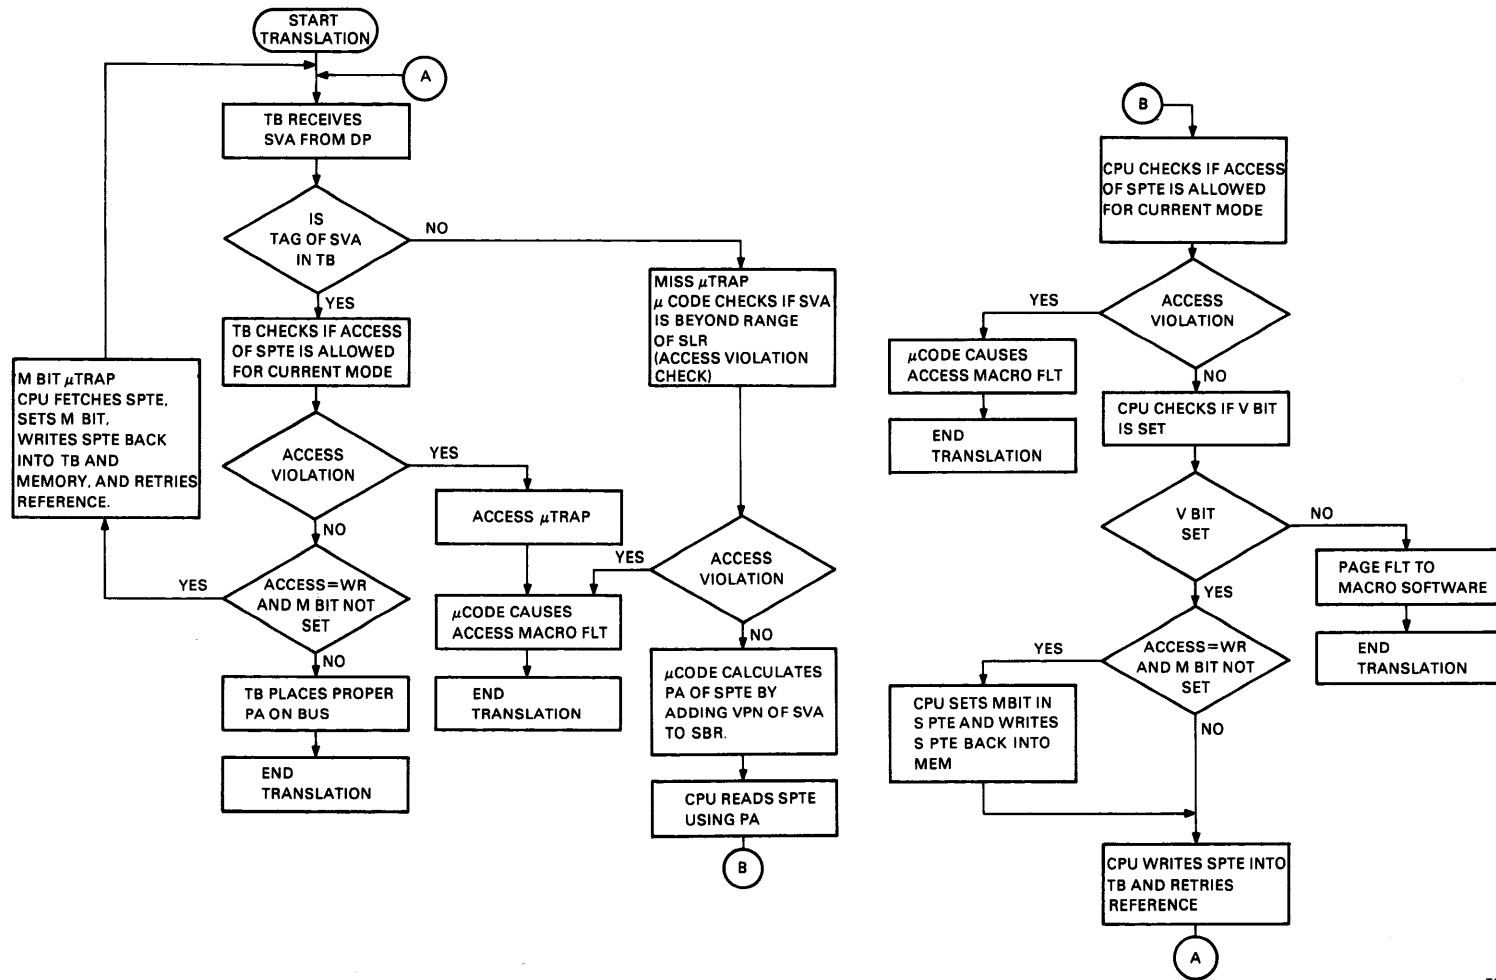 START
TRANSLATION
A
TB RECEIVES
SVA FROM DP
IS
TAG OF SVA
IN TB
NO
YES
TB CHECKS IF ACCESS
OF SPTE IS ALLOWED
FOR CURRENT MODE
M BIT μTRAP
CPU FETCHES SPTE,
SETS M BIT,
WRITES SPTE BACK
INTO TB AND
MEMORY, AND RETRIES
REFERENCE.
ACCESS
VIOLATION
YES
NO
ACCESS μTRAP
YES
ACCESS=WR
AND M BIT NOT
SET
NO
μCODE CAUSES
ACCESS MACRO FLT
END
TRANSLATION
TB PLACES PROPER
PA ON BUS
END
TRANSLATION
MISS μTRAP
μ CODE CHECKS IF SVA
IS BEYOND RANGE
OF SLR
(ACCESS VIOLATION
CHECK)
YES
ACCESS
VIOLATION
NO
μCODE CALCULATES
PA OF SPTE BY
ADDING VPN OF SVA
TO SBR.
CPU READS SPTE
USING PA
B
B
CPU CHECKS IF ACCESS
OF SPTE IS ALLOWED
FOR CURRENT MODE
YES
ACCESS
VIOLATION
μCODE CAUSES
ACCESS MACRO FLT
END
TRANSLATION
NO
CPU CHECKS IF V BIT
IS SET
V BIT
SET
NO
PAGE FLT TO
MACRO SOFTWARE
END
TRANSLATION
YES
YES
ACCESS=WR
AND M BIT NOT
SET
CPU SETS MBIT IN
S PTE AND WRITES
S PTE BACK INTO
MEM
NO
CPU WRITES SPTE INTO
TB AND RETRIES
REFERENCE
A